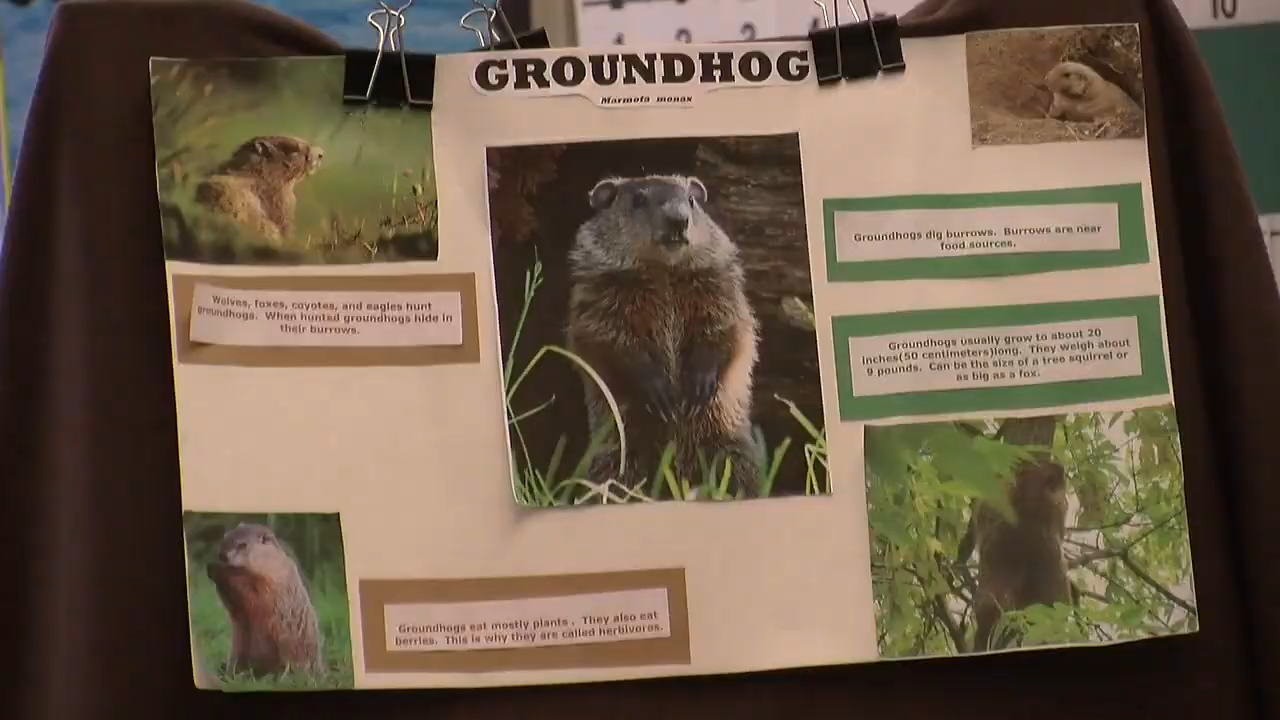 10
GROUNDHOG
Marmota monax
Groundhogs dig burrows. Burrows are near
food sources.
Wolves, foxes, coyotes, and eagles hunt
groundhogs. When hunted groundhogs hide in
their burrows.
Groundhogs usually grow to about 20
inches(50 centimeters)long. They weigh about
9 pounds. Can be the size of a tree squirrel or
as big as a fox.
Groundhogs eat mostly plants . They also eat
berries. This is why they are called herbivores.